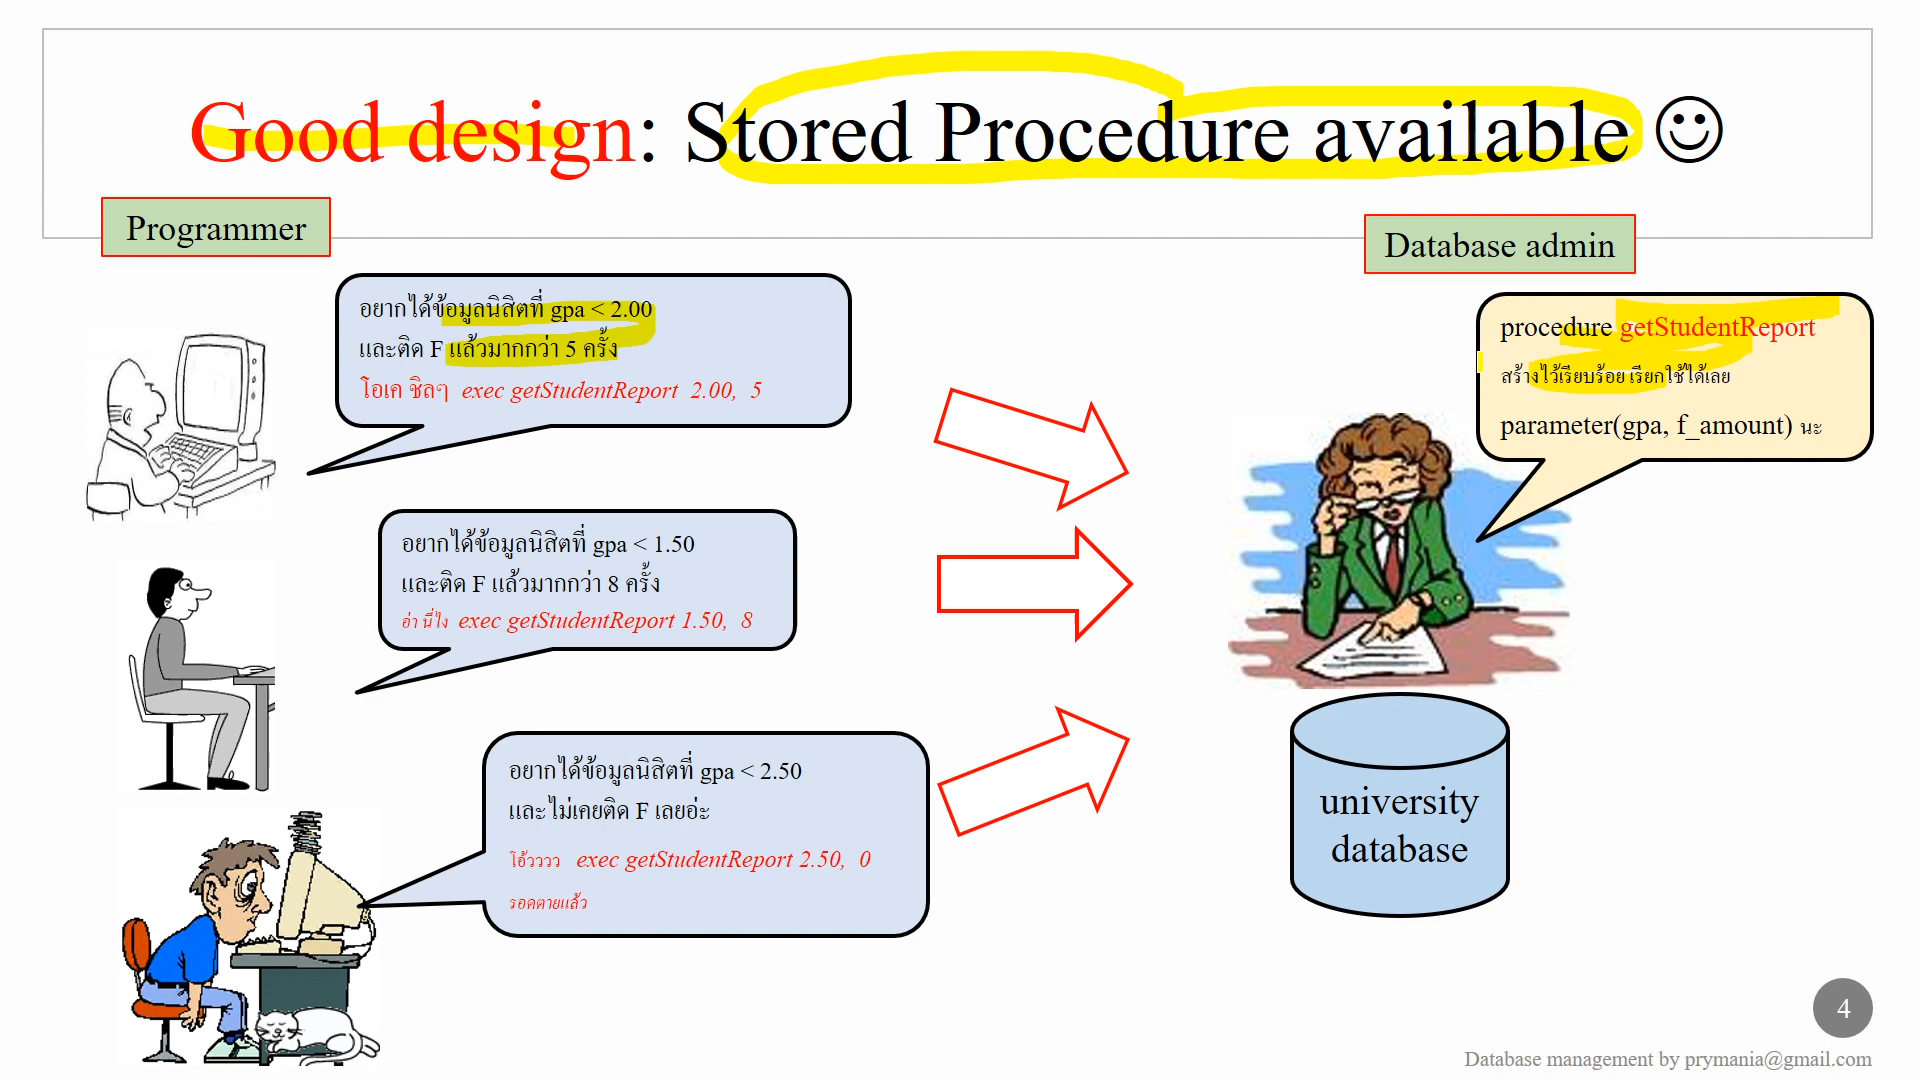 Good design: Stored Procedure available ☺
Programmer
Database admin
อยากได้ข้อมูลนิสิตที่ gpa < 2.00
และติด F แล้วมากกว่า 5 ครั้ง
โอเค ชิลๆ exec getStudentReport 2.00, 5
procedure getStudentReport
สร้างไว้เรียบร้อย เรียกใช้ได้เลย
parameter(gpa, f_amount) นะ
อยากได้ข้อมูลนิสิตที่ gpa < 1.50
และติด F แล้วมากกว่า 8 ครั้ง
อ่า นี่ไง exec getStudentReport 1.50, 8
อยากได้ข้อมูลนิสิตที่ gpa < 2.50
และไม่เคยติด F เลยอ่ะ
โอ้วววว exec getStudentReport 2.50, 0
รอดตายแล้ว
university
database
4
Database management by prymania@gmail.com